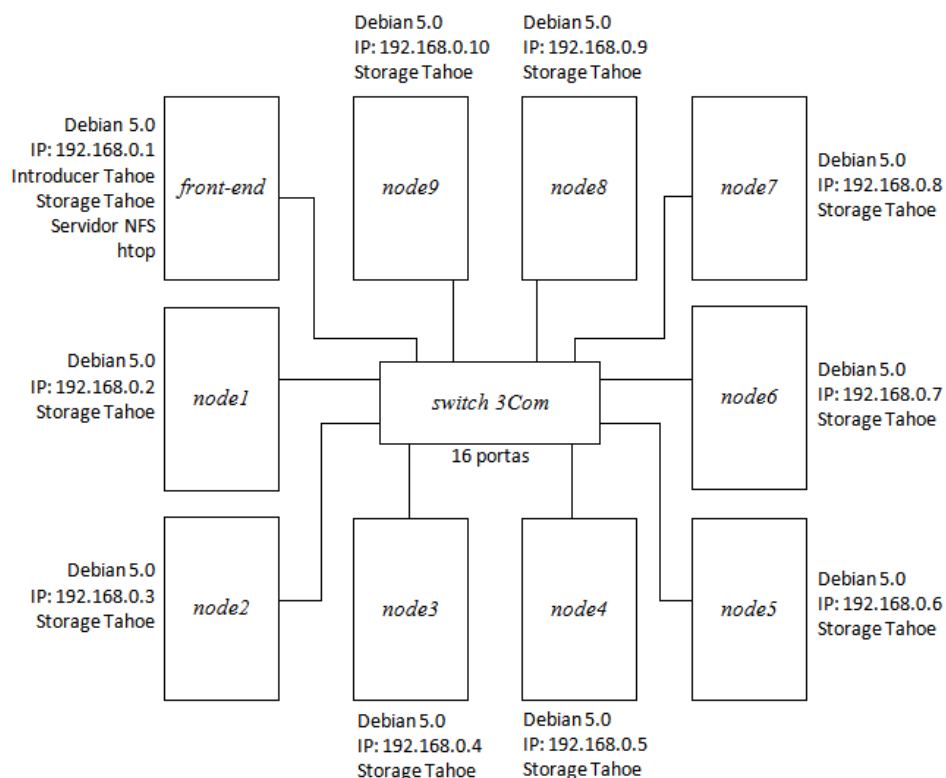 Debian 5.0
IP: 192.168.0.10
Storage Tahoe
Debian 5.0
IP: 192.168.0.9
Storage Tahoe
Debian 5.0
IP: 192.168.0.1
Introducer Tahoe
Storage Tahoe
Servidor NFS
htop
front-end
node9
node8
node7
Debian 5.0
IP: 192.168.0.8
Storage Tahoe
Debian 5.0
IP: 192.168.0.2
Storage Tahoe
node1
switch 3Com
16 portas
node6
Debian 5.0
IP: 192.168.0.7
Storage Tahoe
Debian 5.0
IP: 192.168.0.3
Storage Tahoe
node2
node3
node4
node5
Debian 5.0
IP: 192.168.0.6
Storage Tahoe
Debian 5.0
IP: 192.168.0.4
Storage Tahoe
Debian 5.0
IP: 192.168.0.5
Storage Tahoe